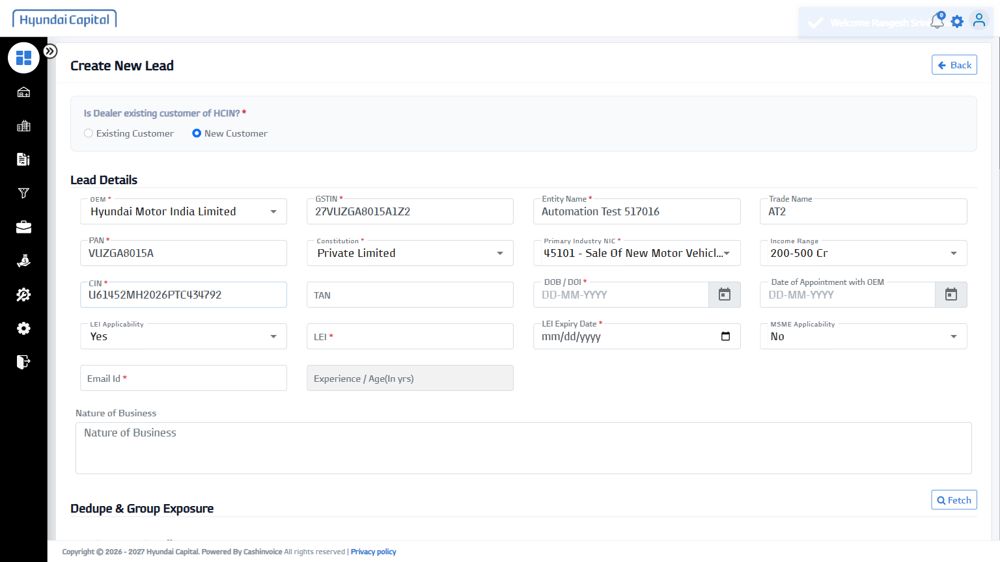 Hyundai Capital
Welcome Rangesh Srini
0
Create New Lead
Back
Is Dealer existing customer of HCIN? *
Existing Customer
New Customer
Lead Details
OEM *
Hyundai Motor India Limited
GSTIN *
27VUZGA8015A1Z2
Entity Name *
Automation Test 517016
Trade Name
AT2
PAN *
VUZGA8015A
Constitution *
Private Limited
Primary Industry NIC *
45101 - Sale Of New Motor Vehicl...
Income Range
200-500 Cr
CIN *
U61452MH2026PTC434792
TAN
DOB / DOI *
DD-MM-YYYY
Date of Appointment with OEM
DD-MM-YYYY
LEI Applicability
Yes
LEI *
LEI Expiry Date *
mm/dd/yyyy
MSME Applicability
No
Email Id *
Experience / Age(In yrs)
Nature of Business
Nature of Business
Dedupe & Group Exposure
Fetch
Copyright © 2026 - 2027 Hyundai Capital. Powered By Cashinvoice All rights reserved | Privacy policy